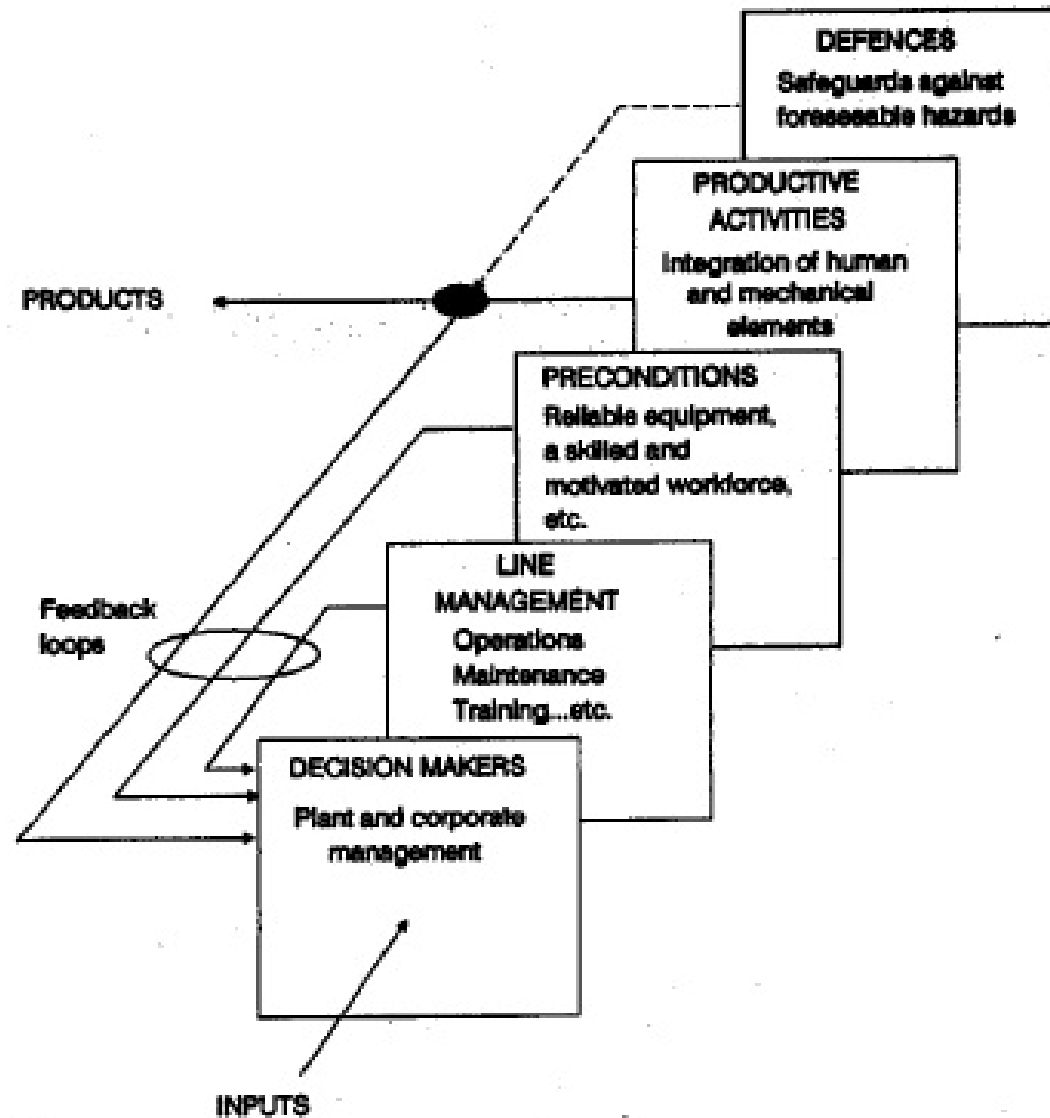 DEFENCES
Safeguards against
foreseeable hazards
PRODUCTIVE
ACTIVITIES
Integration of human
and mechanical
elements
PRODUCTS
PRECONDITIONS
Reliable equipment,
a skilled and
motivated workforce,
etc.
LINE
MANAGEMENT
Operations
Maintenance
Training...etc.
Feedback
loops
DECISION MAKERS
Plant and corporate
management
INPUTS